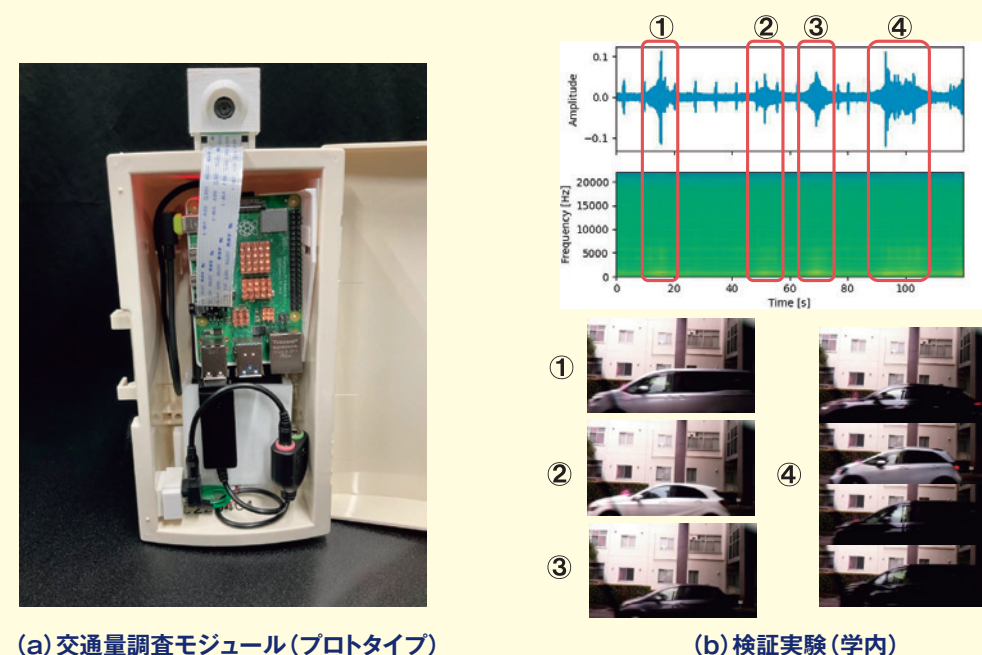 ① ② ③ ④
0.1
0.0
−0.1
Amplitude
20000
15000
10000
5000
0
Frequency [Hz]
0 20 40 60 80 100
Time [s]
①
②
③
④
(a)交通量調査モジュール(プロトタイプ)
(b)検証実験(学内)